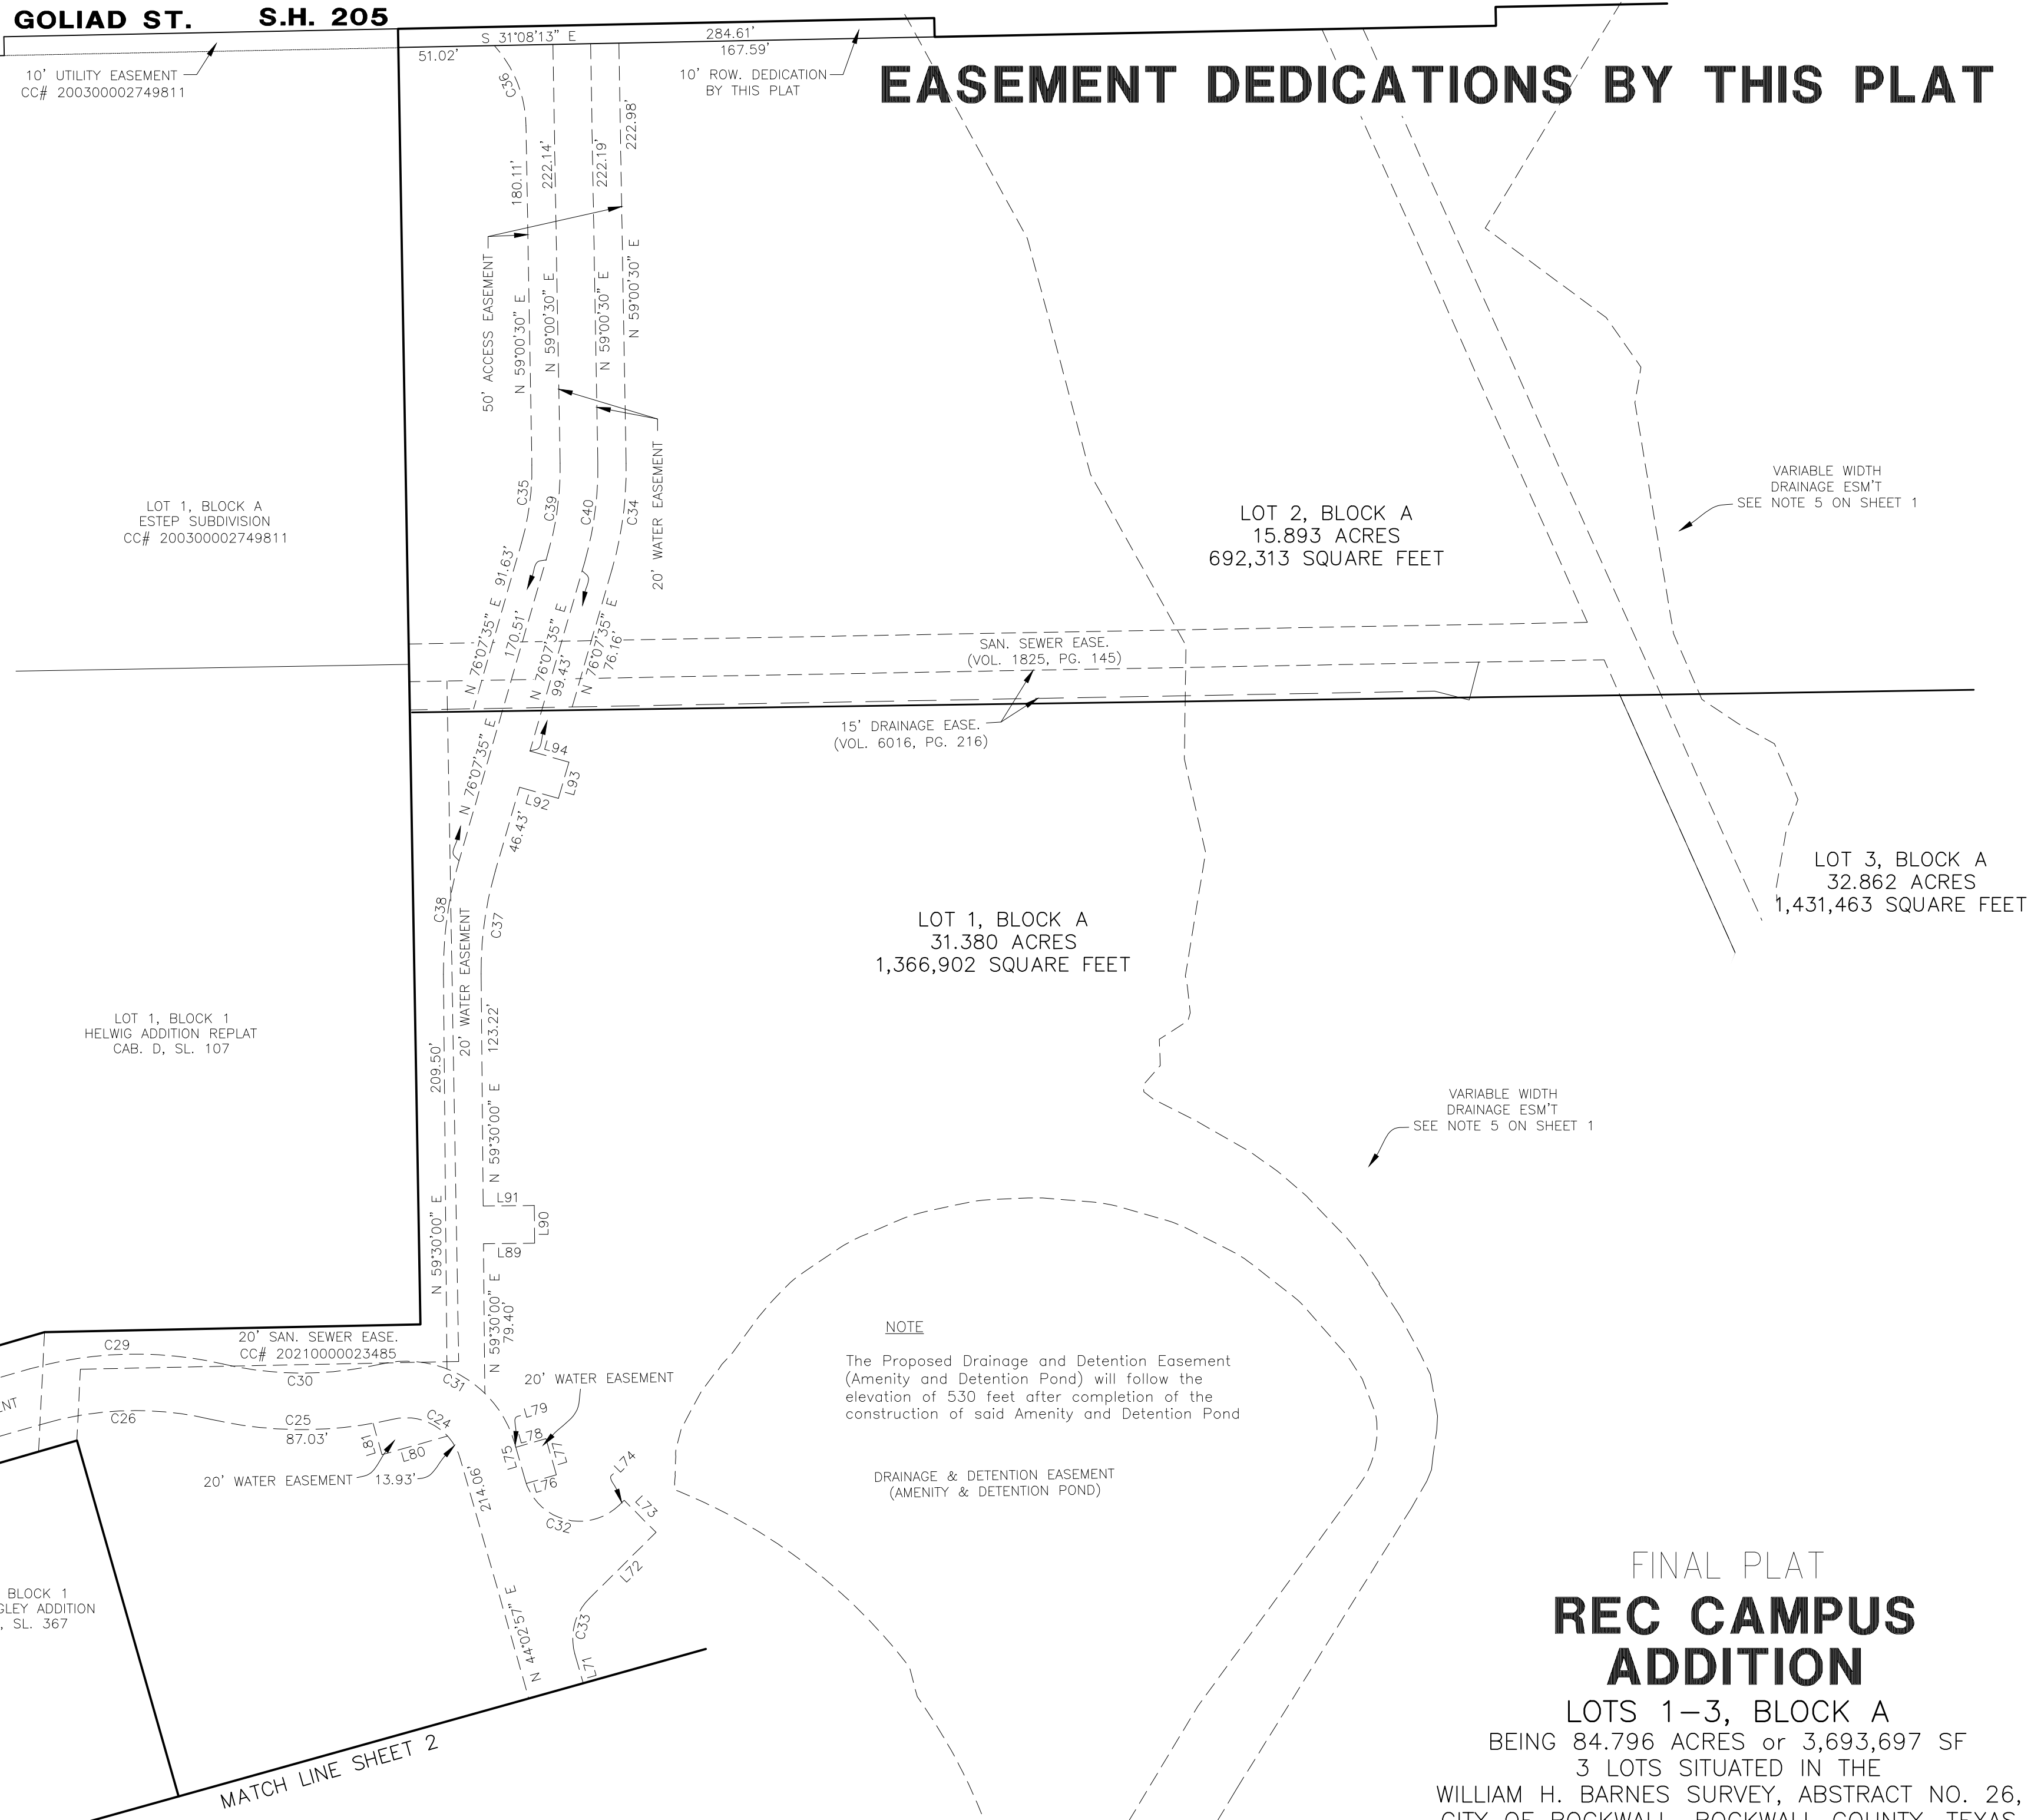 GOLIAD ST. S.H. 205
S 31°08'13" E
284.61'
51.02'
167.59'
10' UTILITY EASEMENT
CC# 200300002749811
10' ROW. DEDICATION
BY THIS PLAT
EASEMENT DEDICATIONS BY THIS PLAT
C36
180.11'
222.14'
222.19'
222.98'
50' ACCESS EASEMENT
N 59°00'30" E
N 59°00'30" E
N 59°00'30" E
N 59°00'30" E
C35
C39
C40
C34
20' WATER EASEMENT
LOT 1, BLOCK A
ESTEP SUBDIVISION
CC# 200300002749811
LOT 2, BLOCK A
15.893 ACRES
692,313 SQUARE FEET
VARIABLE WIDTH
DRAINAGE ESM'T
SEE NOTE 5 ON SHEET 1
N 76°07'35" E 91.63'
170.51'
N 76°07'35" E
99.43'
N 76°07'35" E
76.16'
SAN. SEWER EASE.
(VOL. 1825, PG. 145)
15' DRAINAGE EASE.
(VOL. 6016, PG. 216)
N 76°07'35" E
L94
L93
L92
46.43'
C38
C37
20' WATER EASEMENT
LOT 1, BLOCK A
31.380 ACRES
1,366,902 SQUARE FEET
LOT 3, BLOCK A
32.862 ACRES
1,431,463 SQUARE FEET
LOT 1, BLOCK 1
HELWIG ADDITION REPLAT
CAB. D, SL. 107
209.50'
123.22'
N 59°30'00" E
N 59°30'00" E
VARIABLE WIDTH
DRAINAGE ESM'T
SEE NOTE 5 ON SHEET 1
L91
L90
L89
N 59°30'00" E
79.40'
20' SAN. SEWER EASE.
CC# 20210000023485
C29
C30
C31
20' WATER EASEMENT
NT
C26
C25
87.03'
C24
L81
L80
20' WATER EASEMENT
13.93'
L79
L78
L77
L75
L76
L74
L73
C32
L72
C33
L71
214.06'
N 44°02'57" E
NOTE
The Proposed Drainage and Detention Easement
(Amenity and Detention Pond) will follow the
elevation of 530 feet after completion of the
construction of said Amenity and Detention Pond
DRAINAGE & DETENTION EASEMENT
(AMENITY & DETENTION POND)
BLOCK 1
GLEY ADDITION
, SL. 367
MATCH LINE SHEET 2
FINAL PLAT
REC CAMPUS
ADDITION
LOTS 1-3, BLOCK A
BEING 84.796 ACRES or 3,693,697 SF
3 LOTS SITUATED IN THE
WILLIAM H. BARNES SURVEY, ABSTRACT NO. 26,
CITY OF ROCKWALL, ROCKWALL COUNTY, TEXAS